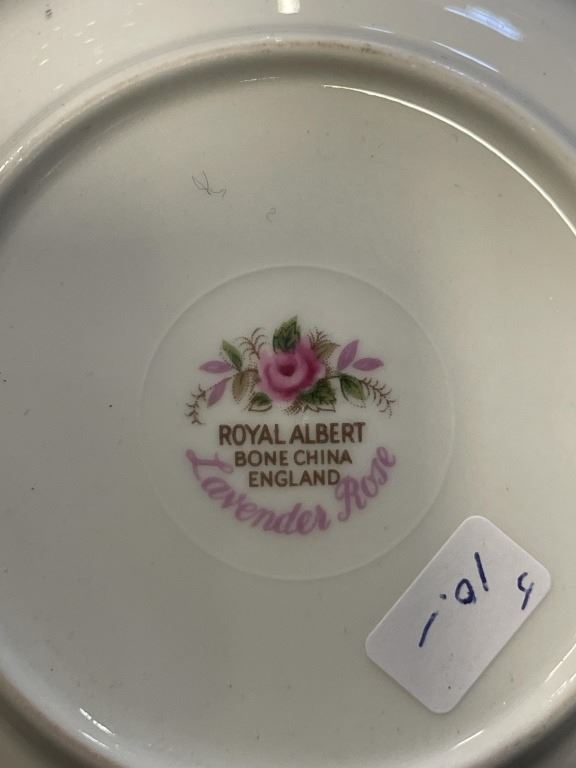 ROYAL ALBERT
BONE CHINA
ENGLAND
Lavender Rose